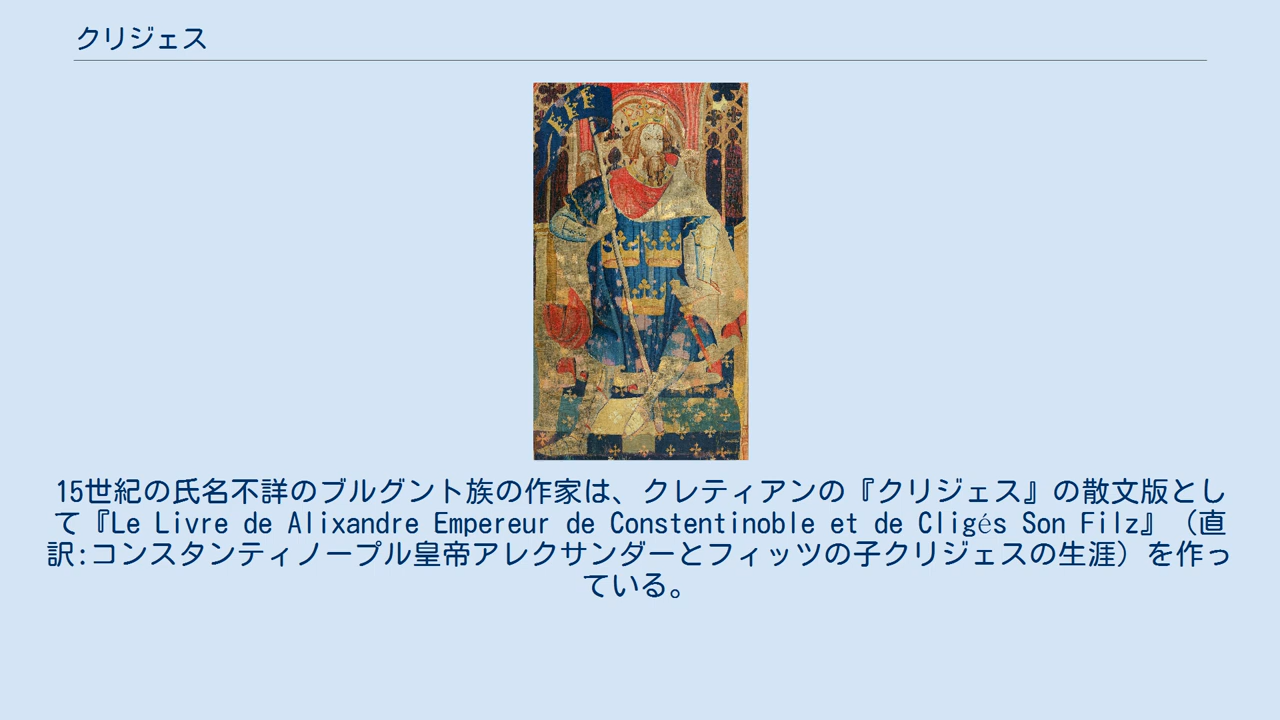 クリジェス
15世紀の氏名不詳のブルグント族の作家は、クレティアンの『クリジェス』の散文版とし
て『Le Livre de Alixandre Empereur de Constentinoble et de Cligés Son Filz』（直
訳:コンスタンティノープル皇帝アレクサンダーとフィッツの子クリジェスの生涯）を作っ
ている。